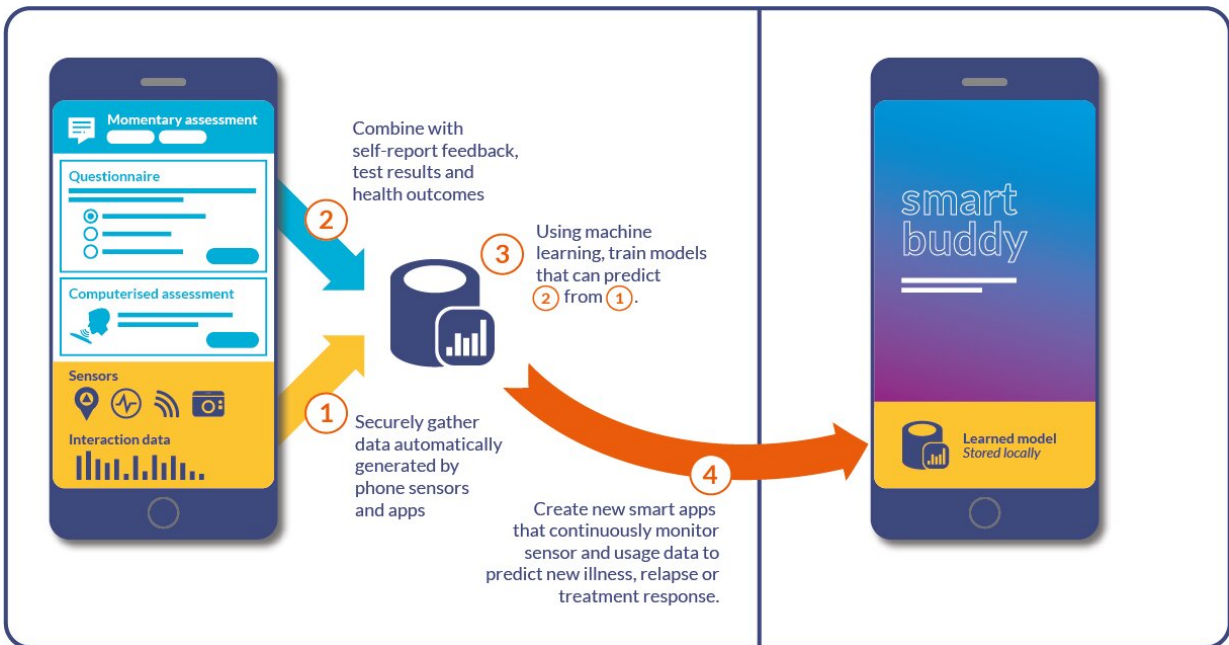 Momentary assessment
Questionnaire
Computerised assessment
Sensors
Interaction data
2
Combine with
self-report feedback,
test results and
health outcomes
1
Securely gather
data automatically
generated by
phone sensors
and apps
3
Using machine
learning, train models
that can predict
2 from 1.
4
Create new smart apps
that continuously monitor
sensor and usage data to
predict new illness, relapse or
treatment response.
smart
buddy
Learned model
Stored locally